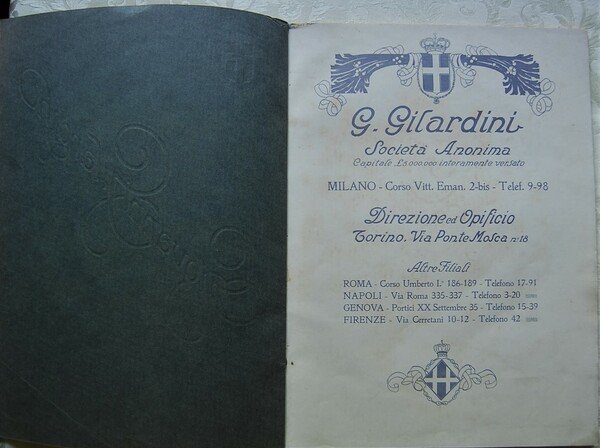 G. Gilardini
Società Anonima
Capitale £5000.000 interamente versato
MILANO - Corso Vitt. Eman. 2-bis - Telef. 9-98
Direzione ed Opificio
Torino, Via Ponte Mosca n° 18
Altre Filiali
ROMA - Corso Umberto I.° 186-189 - Telefono 17-91
NAPOLI - Via Roma 335-337 - Telefono 3-20
GENOVA - Portici XX Settembre 35 - Telefono 15-39
FIRENZE - Via Cerretani 10-12 - Telefono 42